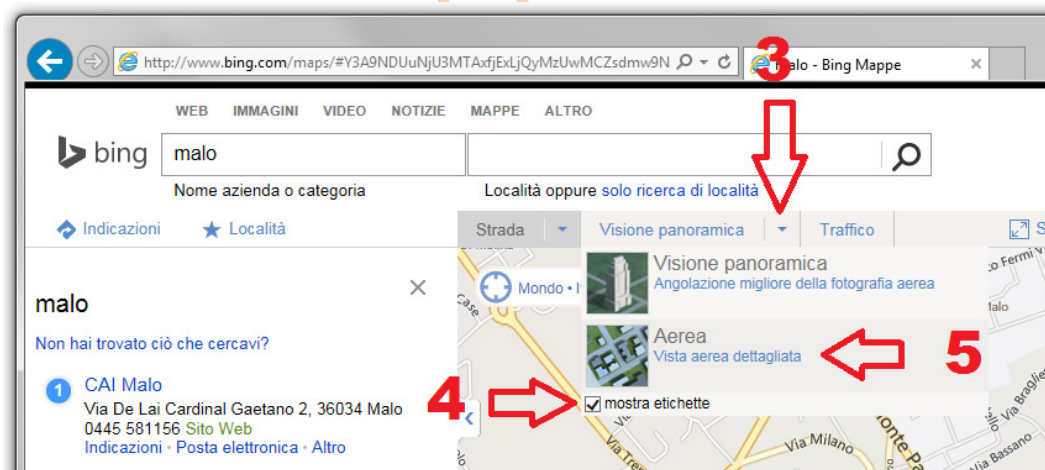 3
http://www.bing.com/maps/#Y3A9NDUuNjU3MTAxfjExLjQyMzUwMCZsdmw9N
malo - Bing Mappe
WEB IMMAGINI VIDEO NOTIZIE MAPPE ALTRO
bing
malo
Nome azienda o categoria
Località oppure solo ricerca di località
Indicazioni
Località
Strada
Visione panoramica
Traffico
S
Visione panoramica
Angolazione migliore della fotografia aerea
Mondo
Case
Aerea
Vista aerea dettagliata
5
4
mostra etichette
malo
Non hai trovato ciò che cercavi?
1
CAI Malo
Via De Lai Cardinal Gaetano 2, 36034 Malo
0445 581156 Sito Web
Indicazioni · Posta elettronica · Altro
Via Milano
Via Bassano